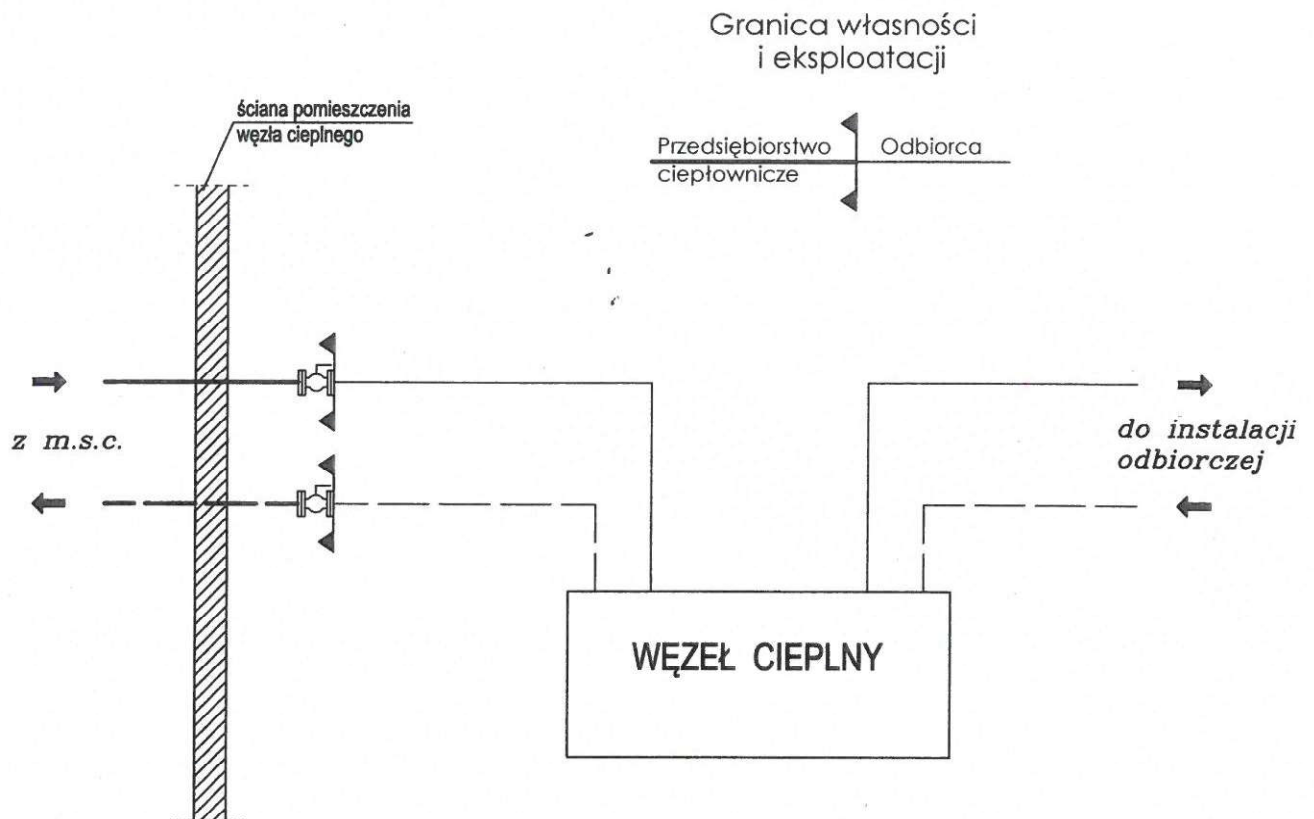 Granica własności
i eksploatacji
ściana pomieszczenia
węzła cieplnego
Przedsiębiorstwo
ciepłownicze
Odbiorca
z m.s.c.
do instalacji
odbiorczej
WĘZEŁ CIEPLNY